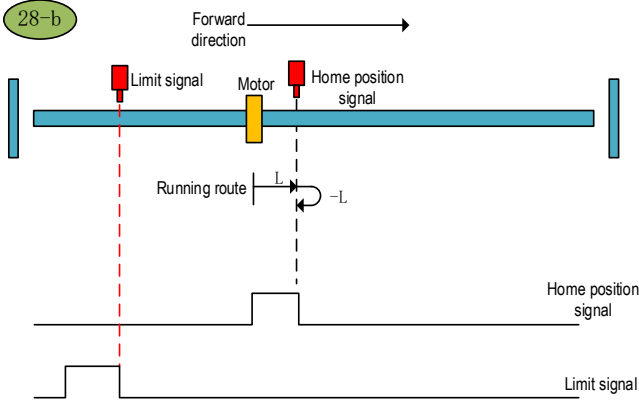 28-b
Forward
direction
Limit signal
Motor
Home position
signal
Running route
L
-L
Home position
signal
Limit signal